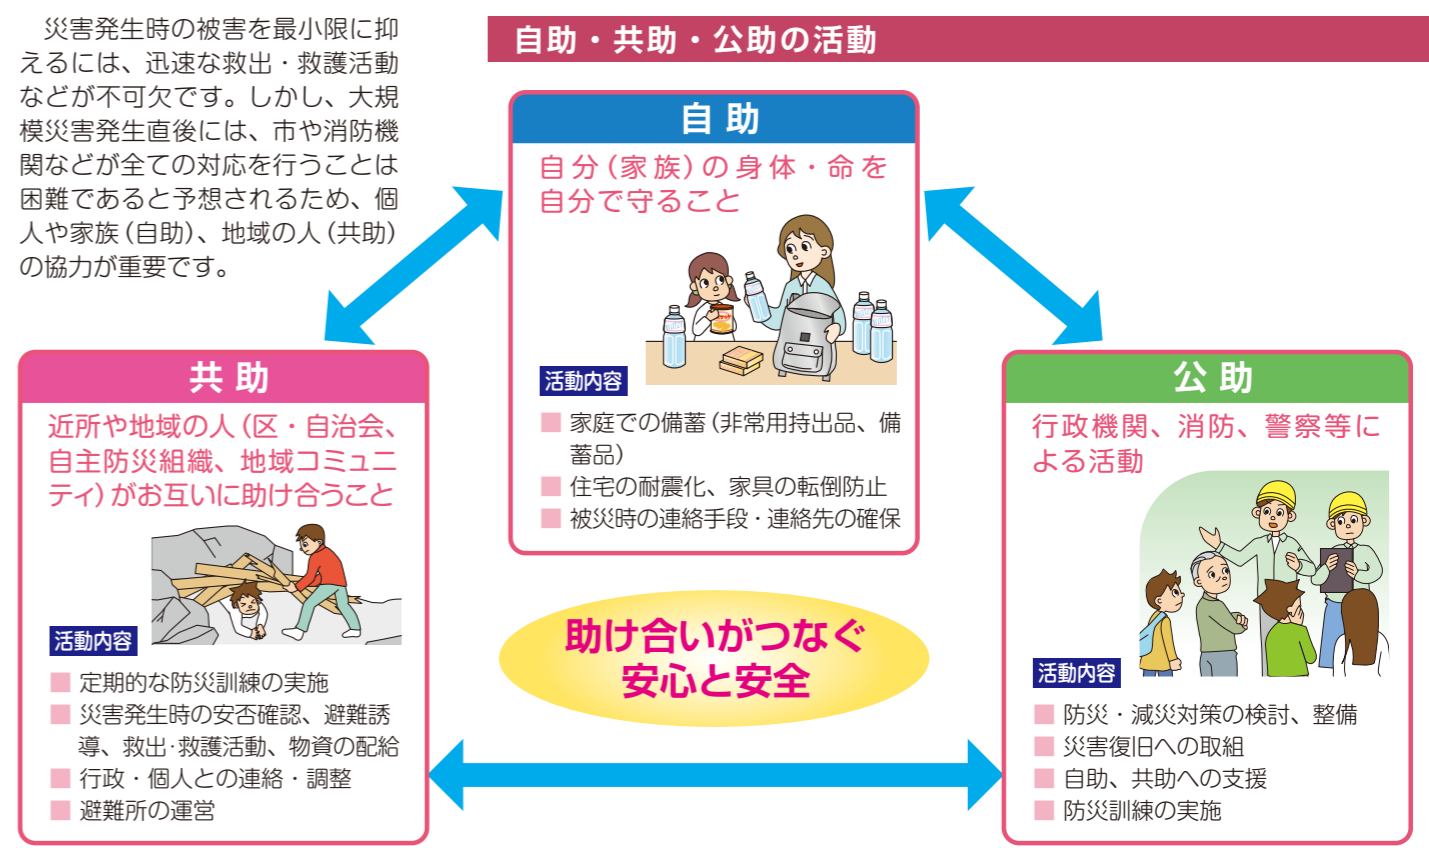 災害発生時の被害を最小限に抑
えるには、迅速な救出・救護活動
などが不可欠です。しかし、大規
模災害発生直後には、市や消防機
関などが全ての対応を行うことは
困難であると予想されるため、個
人や家族（自助）、地域の人（共助）
の協力が重要です。
自助・共助・公助の活動
自助
自分（家族）の身体・命を
自分で守ること
活動内容
家庭での備蓄（非常用持出品、備
蓄品）
住宅の耐震化、家具の転倒防止
被災時の連絡手段・連絡先の確保
共助
近所や地域の人（区・自治会、
自主防災組織、地域コミュニ
ティ）がお互いに助け合うこと
活動内容
定期的な防災訓練の実施
災害発生時の安否確認、避難誘
導、救出・救護活動、物資の配給
行政・個人との連絡・調整
避難所の運営
助け合いがつなぐ
安心と安全
公助
行政機関、消防、警察等に
よる活動
活動内容
防災・減災対策の検討、整備
災害復旧への取組
自助、共助への支援
防災訓練の実施